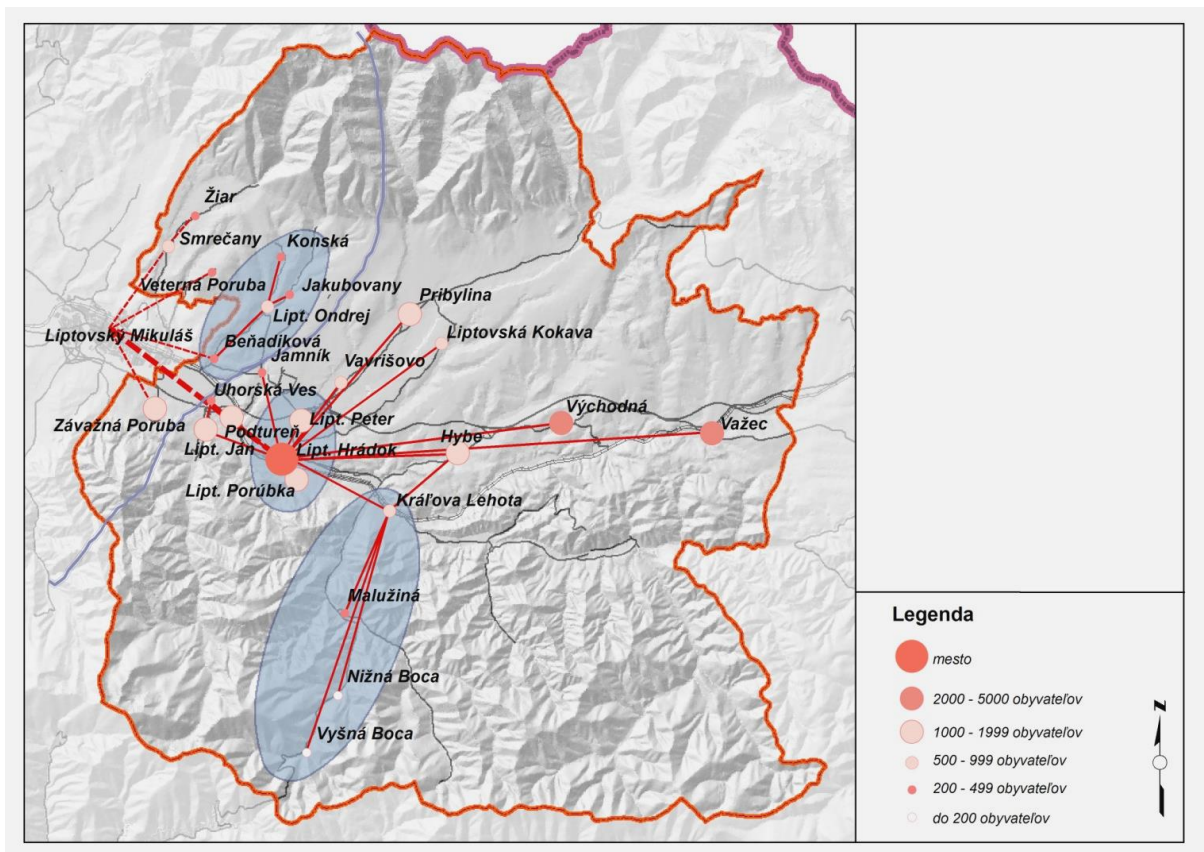 Žiar
Smrečany
Konská
Veterná Poruba
Jakubovany
Pribylina
Lipt. Ondrej
Liptovský Mikuláš
Liptovská Kokava
Beňadiková
Jamník
Vavrišovo
Uhorská Ves
Východná
Závažná Poruba
Lipt. Peter
Važec
Podtureň
Hybe
Lipt. Ján
Lipt. Hrádok
Lipt. Porúbka
Kráľova Lehota
Malužiná
Nižná Boca
Vyšná Boca
Legenda
mesto
2000 - 5000 obyvateľov
1000 - 1999 obyvateľov
500 - 999 obyvateľov
200 - 499 obyvateľov
do 200 obyvateľov
Z